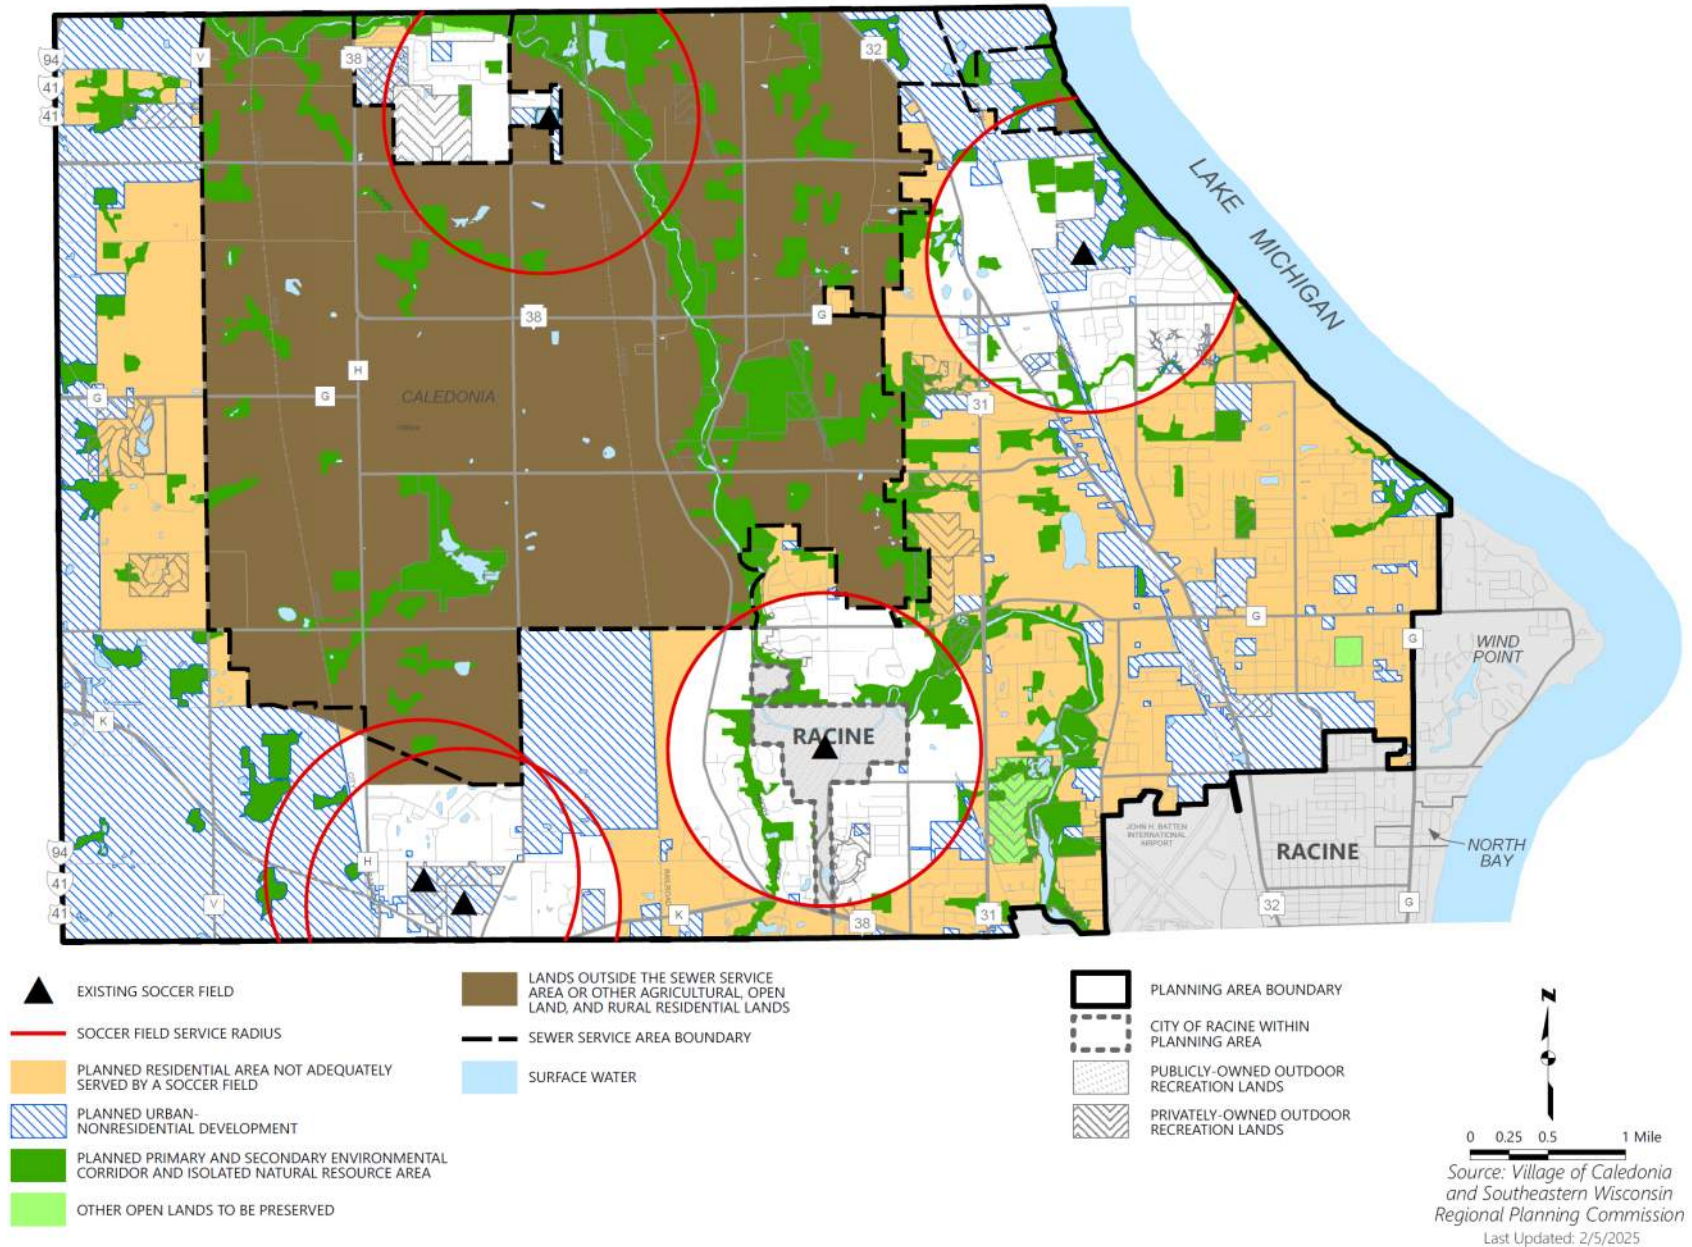 94
41
41
V
38
32
LAKE
MICHIGAN
38
G
H
G
G
CALEDONIA
31
G
G
WIND
POINT
K
RACINE
JOHN H. BATTEN
INTERNATIONAL
AIRPORT
RACINE
NORTH
BAY
94
41
41
H
V
K
38
31
32
G
RAILROAD
EXISTING SOCCER FIELD
SOCCER FIELD SERVICE RADIUS
PLANNED RESIDENTIAL AREA NOT ADEQUATELY
SERVED BY A SOCCER FIELD
PLANNED URBAN-
NONRESIDENTIAL DEVELOPMENT
PLANNED PRIMARY AND SECONDARY ENVIRONMENTAL
CORRIDOR AND ISOLATED NATURAL RESOURCE AREA
OTHER OPEN LANDS TO BE PRESERVED
LANDS OUTSIDE THE SEWER SERVICE
AREA OR OTHER AGRICULTURAL, OPEN
LAND, AND RURAL RESIDENTIAL LANDS
SEWER SERVICE AREA BOUNDARY
SURFACE WATER
PLANNING AREA BOUNDARY
CITY OF RACINE WITHIN
PLANNING AREA
PUBLICLY-OWNED OUTDOOR
RECREATION LANDS
PRIVATELY-OWNED OUTDOOR
RECREATION LANDS
N
0 0.25 0.5 1 Mile
Source: Village of Caledonia
and Southeastern Wisconsin
Regional Planning Commission
Last Updated: 2/5/2025